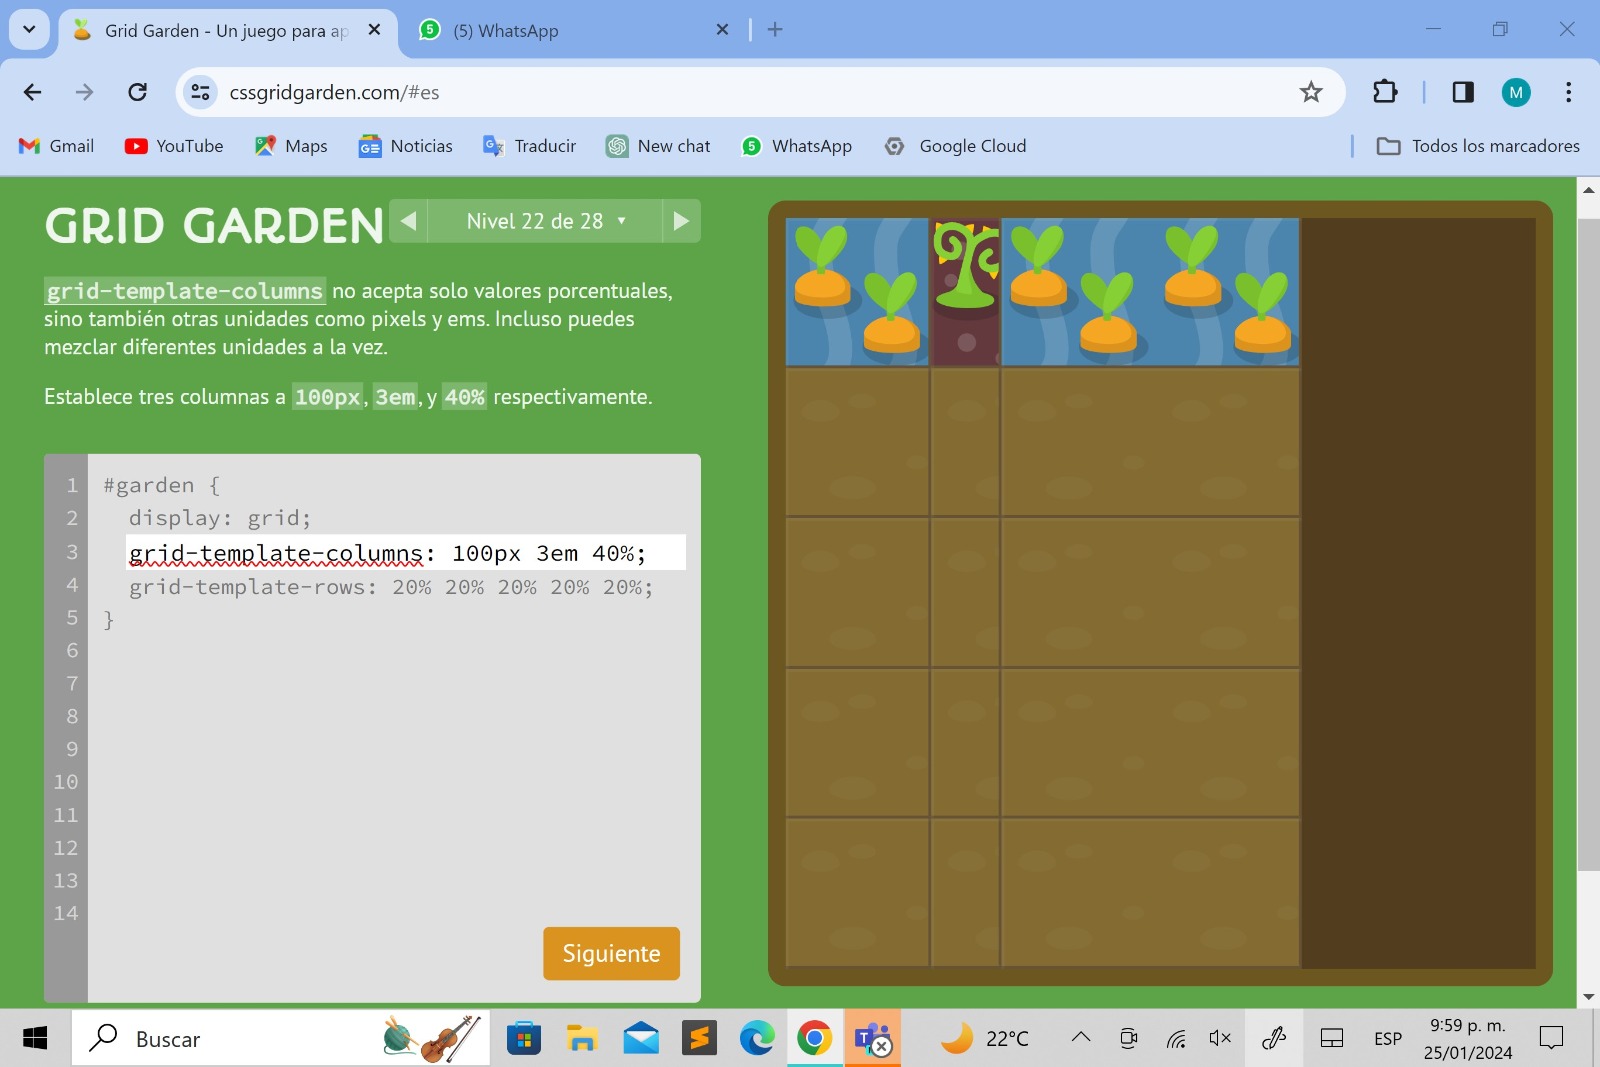 Grid Garden - Un juego para ap
5 (5) WhatsApp
cssgridgarden.com/#es
M
Gmail YouTube Maps Noticias Traducir New chat 5 WhatsApp Google Cloud Todos los marcadores
GRID GARDEN
Nivel 22 de 28
grid-template-columns no acepta solo valores porcentuales,
sino también otras unidades como pixels y ems. Incluso puedes
mezclar diferentes unidades a la vez.
Establece tres columnas a 100px, 3em, y 40% respectivamente.
1 #garden {
2 display: grid;
3 grid-template-columns: 100px 3em 40%;
4 grid-template-rows: 20% 20% 20% 20% 20%;
5 }
6
7
8
9
10
11
12
13
14
Siguiente
Buscar
22°C
ESP
9:59 p. m.
25/01/2024